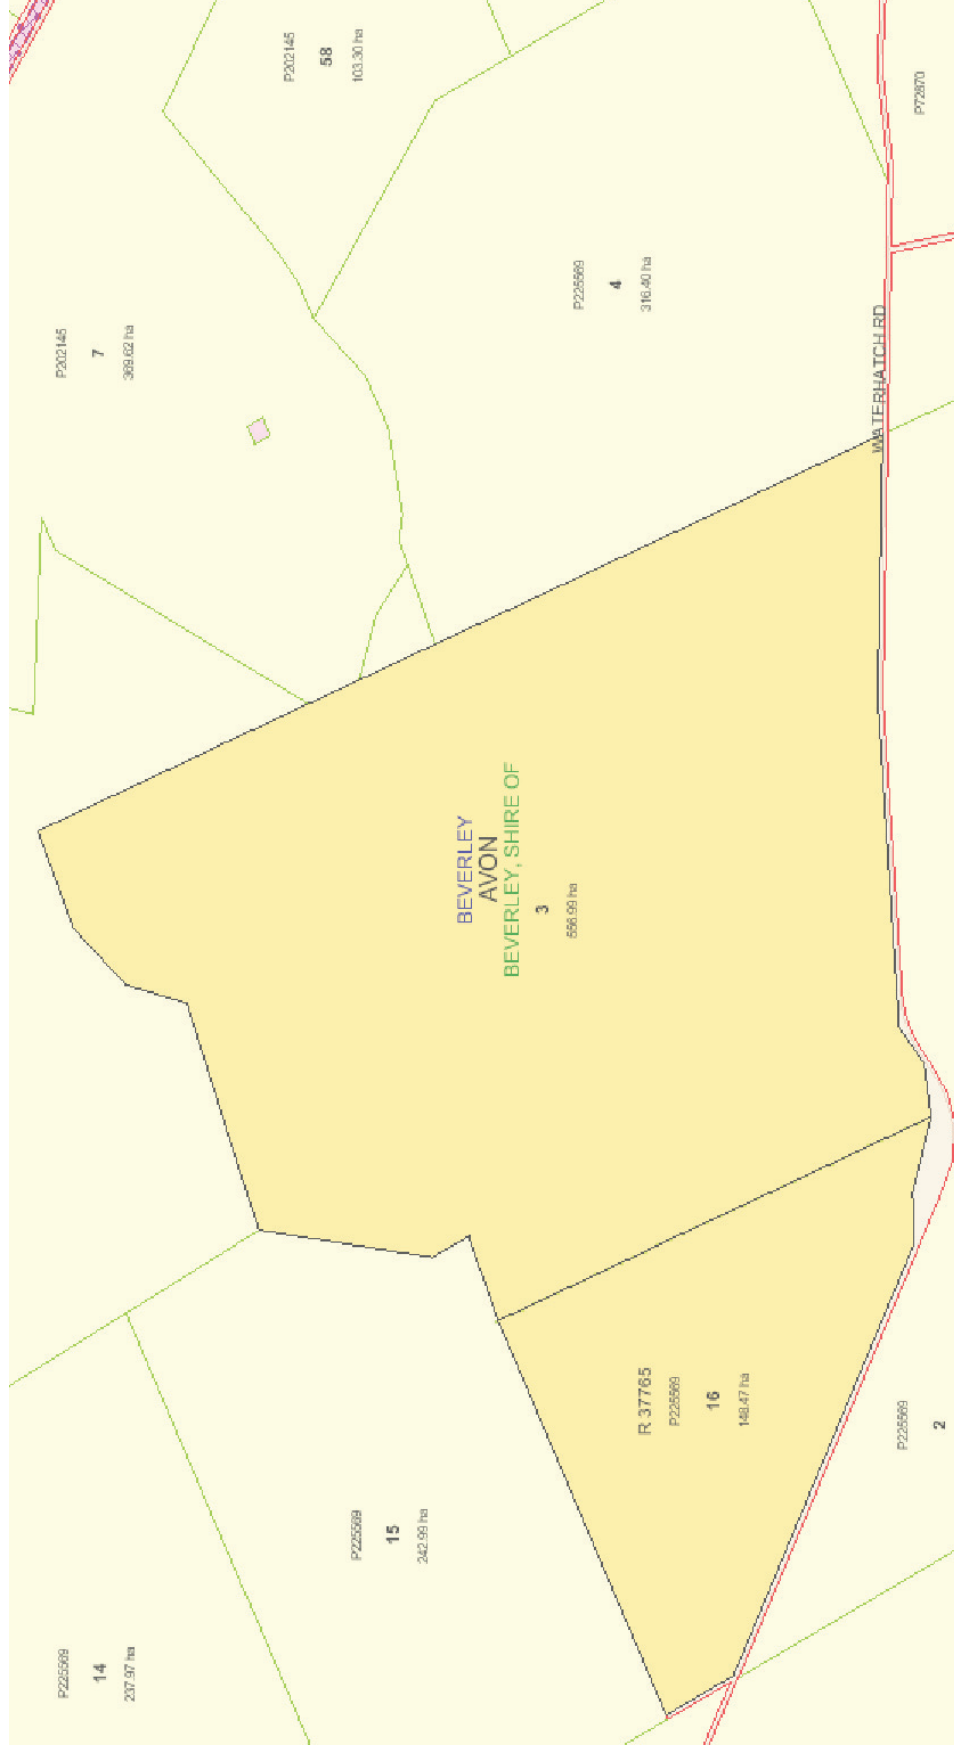 P202145
58
103.30 ha
P72870
P202145
7
369.62 ha
P225569
4
316.40 ha
WATERHATCH RD
BEVERLEY
AVON
BEVERLEY, SHIRE OF
3
556.99 ha
R 37765
P225569
16
148.47 ha
P225569
2
P225569
15
242.99 ha
P225569
14
237.97 ha